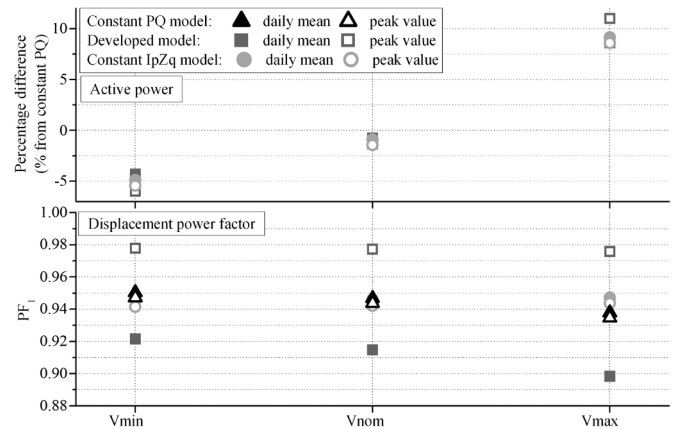 Constant PQ model: daily mean peak value
Developed model: daily mean peak value
Constant IpZq model: daily mean peak value
Active power
Percentage difference
(% from constant PQ)
10
5
0
-5
Displacement power factor
PF1
1.00
0.98
0.96
0.94
0.92
0.90
0.88
Vmin Vnom Vmax